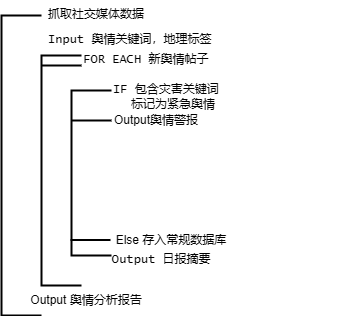 抓取社交媒体数据
Input 舆情关键词，地理标签
FOR EACH 新舆情帖子
IF 包含灾害关键词
标记为紧急舆情
Output舆情警报
Else 存入常规数据库
Output 日报摘要
Output 舆情分析报告